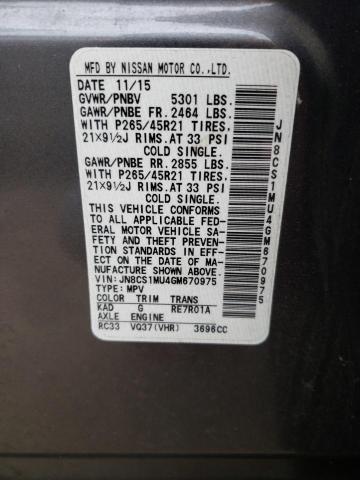 MFD BY NISSAN MOTOR CO.,LTD.
DATE 11/15
GVWR/PNBV 5301 LBS.
GAWR/PNBE FR. 2464 LBS.
WITH P265/45R21 TIRES.
21×9½J RIMS.AT 33 PSI
COLD SINGLE.
GAWR/PNBE RR. 2855 LBS.
WITH P265/45R21 TIRES.
21×9½J RIMS.AT 33 PSI
COLD SINGLE.
THIS VEHICLE CONFORMS
TO ALL APPLICABLE FED-
ERAL MOTOR VEHICLE SA-
FETY AND THEFT PREVEN-
TION STANDARDS IN EFF-
ECT ON THE DATE OF MA-
NUFACTURE SHOWN ABOVE.
VIN: JN8CS1MU4GM670975
TYPE: MPV
COLOR TRIM TRANS
KAD G RE7R01A
AXLE ENGINE
RC33 VQ37(VHR) 3696CC
JN8CS1MU4GM670975